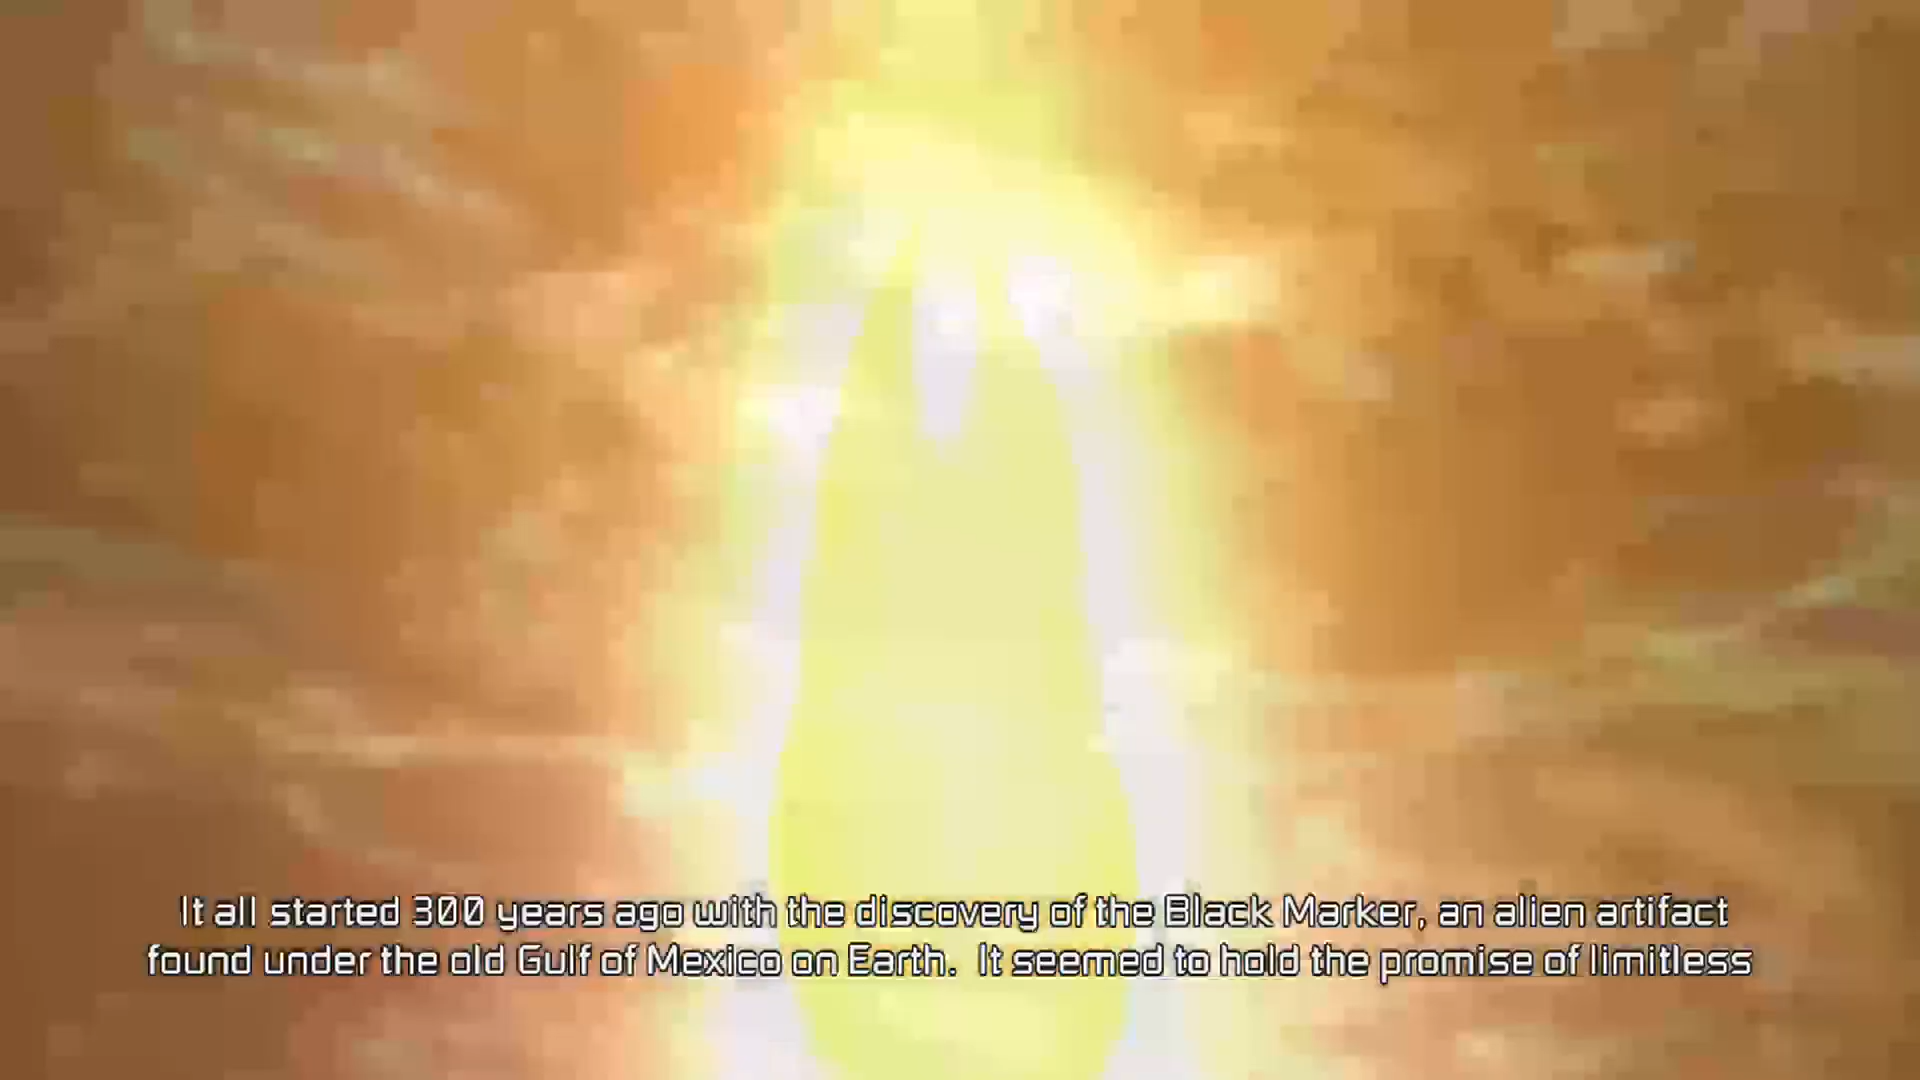 It all started 300 years ago with the discovery of the Black Marker, an alien artifact
found under the old Gulf of Mexico on Earth.  It seemed to hold the promise of limitless